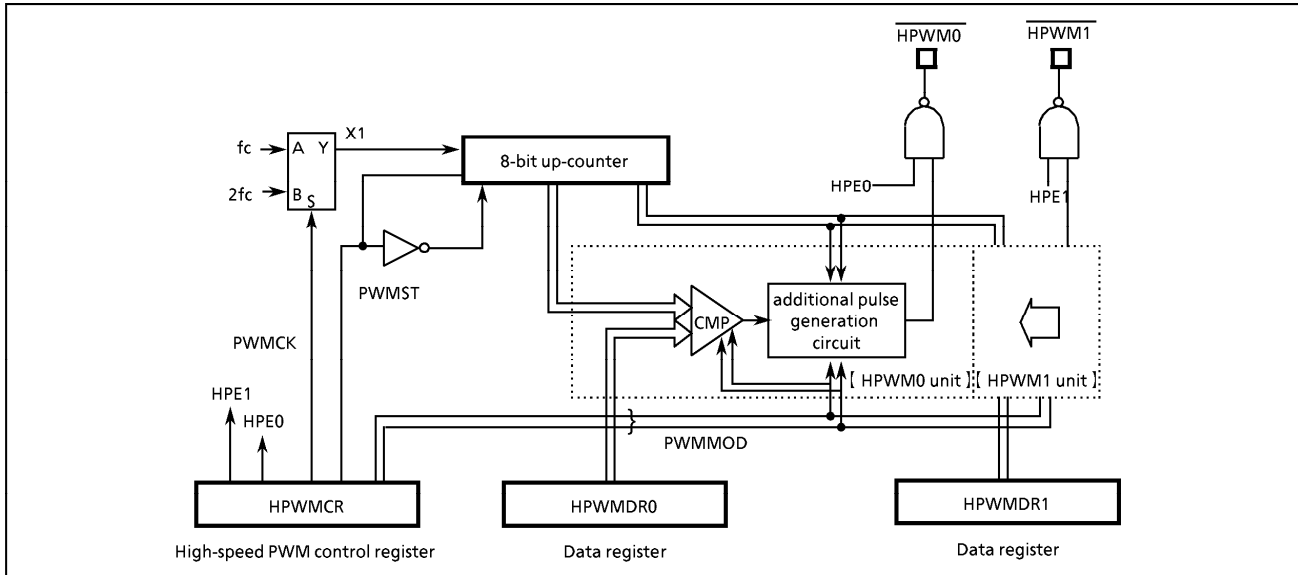 HPWM0
HPWM1
X1
fc
A Y
8-bit up-counter
2fc
B
S
HPE0
HPE1
PWMST
additional pulse
generation
circuit
CMP
PWMCK
【 HPWM0 unit 】
【 HPWM1 unit 】
HPE1
HPE0
PWMMOD
HPWMCR
HPWMDR0
HPWMDR1
High-speed PWM control register
Data register
Data register